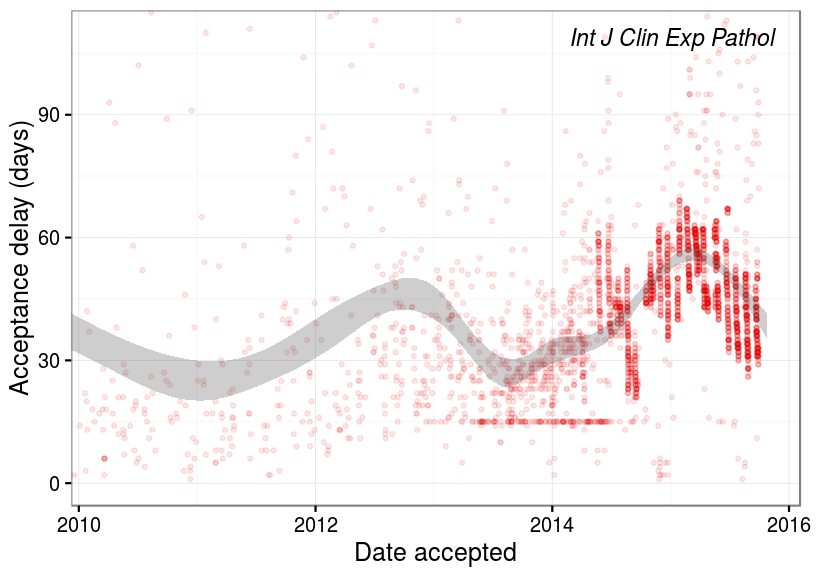 Int J Clin Exp Pathol
Acceptance delay (days)
90
60
30
0
2010 2012 2014 2016
Date accepted